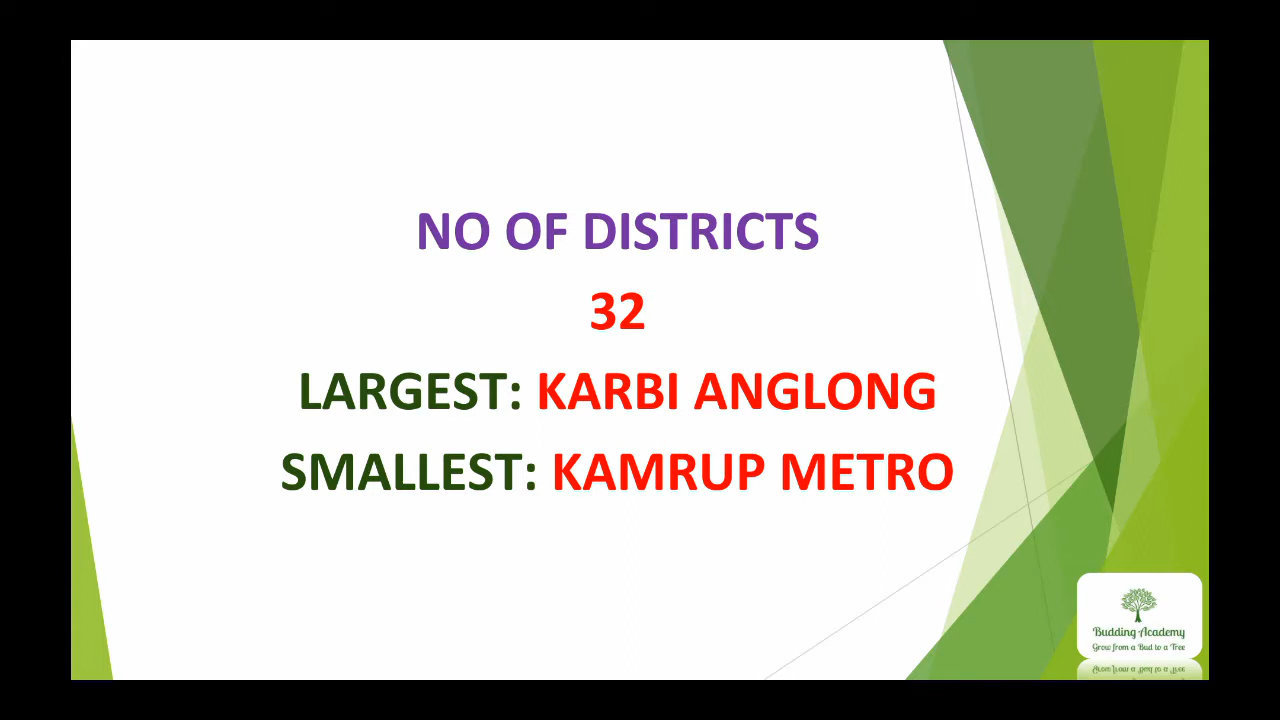 NO OF DISTRICTS
32
LARGEST: KARBI ANGLONG
SMALLEST: KAMRUP METRO
Budding Academy
Grow from a Bud to a Tree